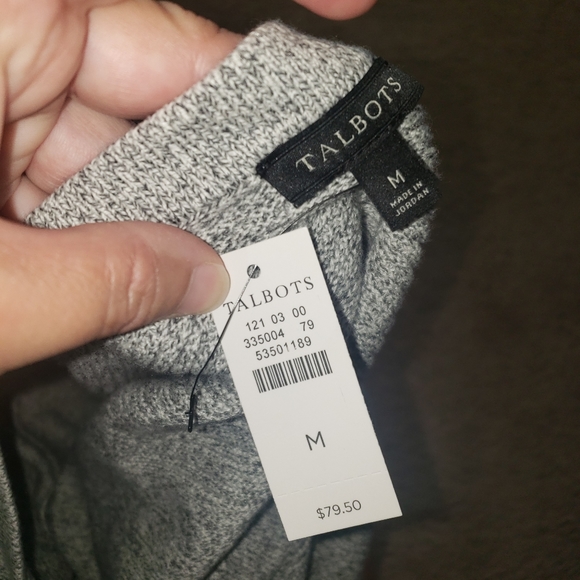 TALBOTS
M
MADE IN
JORDAN
TALBOTS
121 03 00
335004 79
53501189
M
$79.50